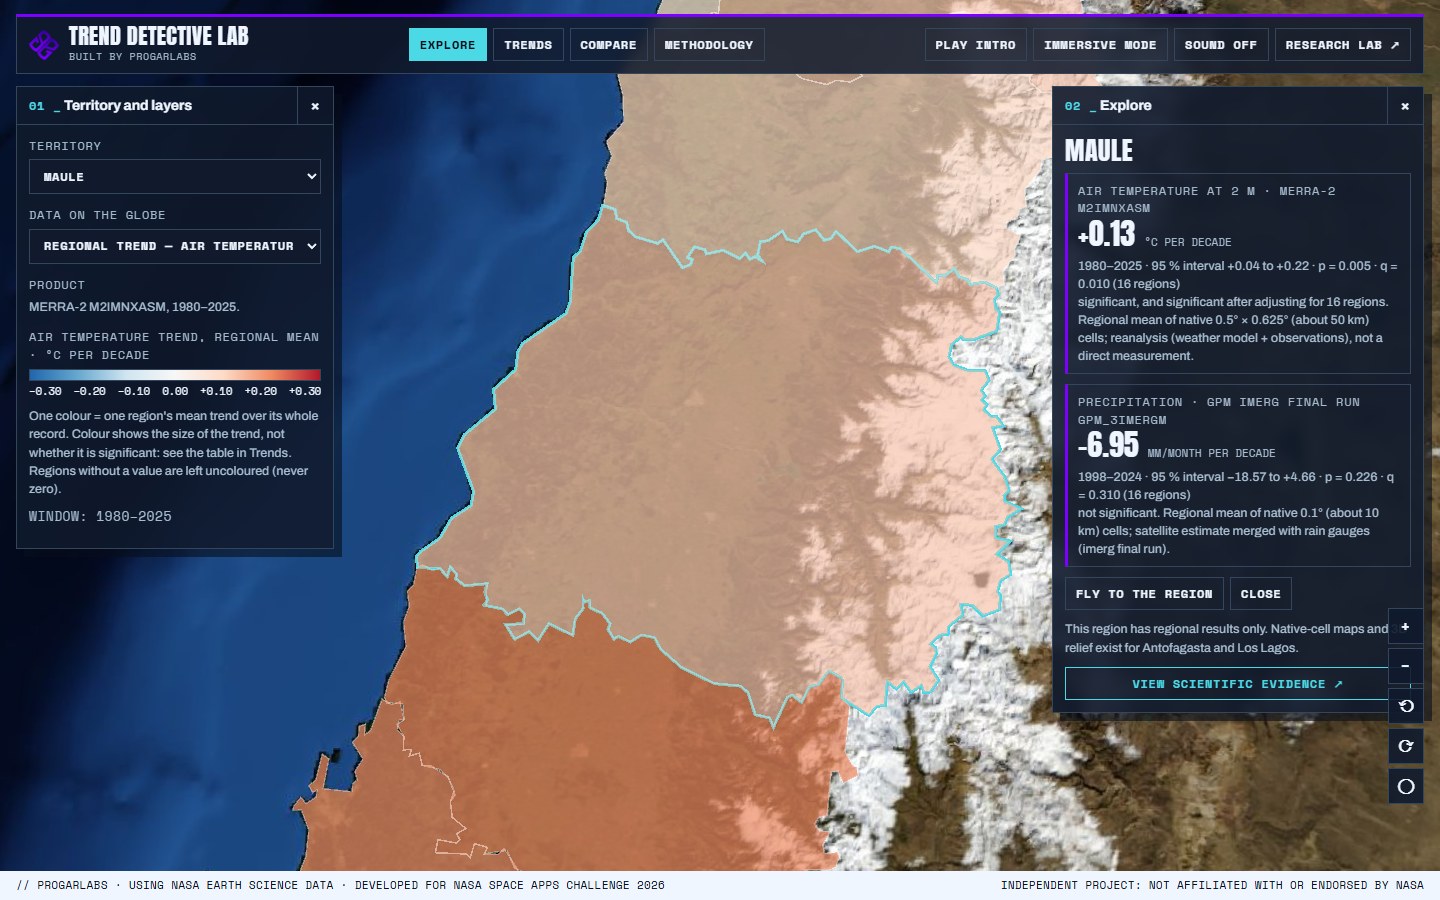 TREND DETECTIVE LAB
BUILT BY PROGARLABS
EXPLORE
TRENDS
COMPARE
METHODOLOGY
PLAY INTRO
IMMERSIVE MODE
SOUND OFF
RESEARCH LAB ↗
01 _ Territory and layers
×
TERRITORY
MAULE
DATA ON THE GLOBE
REGIONAL TREND — AIR TEMPERATUR
PRODUCT
MERRA-2 M2IMNXASM, 1980–2025.
AIR TEMPERATURE TREND, REGIONAL MEAN
· °C PER DECADE
−0.30 −0.20 −0.10 0.00 +0.10 +0.20 +0.30
One colour = one region's mean trend over its whole
record. Colour shows the size of the trend, not
whether it is significant: see the table in Trends.
Regions without a value are left uncoloured (never
zero).
WINDOW: 1980–2025
02 _ Explore
×
MAULE
AIR TEMPERATURE AT 2 M · MERRA-2
M2IMNXASM
+0.13 °C PER DECADE
1980–2025 · 95 % interval +0.04 to +0.22 · p = 0.005 · q =
0.010 (16 regions)
significant, and significant after adjusting for 16 regions.
Regional mean of native 0.5° × 0.625° (about 50 km)
cells; reanalysis (weather model + observations), not a
direct measurement.
PRECIPITATION · GPM IMERG FINAL RUN
GPM_3IMERGM
−6.95 MM/MONTH PER DECADE
1998–2024 · 95 % interval −18.57 to +4.66 · p = 0.226 · q
= 0.310 (16 regions)
not significant. Regional mean of native 0.1° (about 10
km) cells; satellite estimate merged with rain gauges
(imerg final run).
FLY TO THE REGION
CLOSE
This region has regional results only. Native-cell maps and
relief exist for Antofagasta and Los Lagos.
VIEW SCIENTIFIC EVIDENCE ↗
+
−
// PROGARLABS · USING NASA EARTH SCIENCE DATA · DEVELOPED FOR NASA SPACE APPS CHALLENGE 2026
INDEPENDENT PROJECT: NOT AFFILIATED WITH OR ENDORSED BY NASA